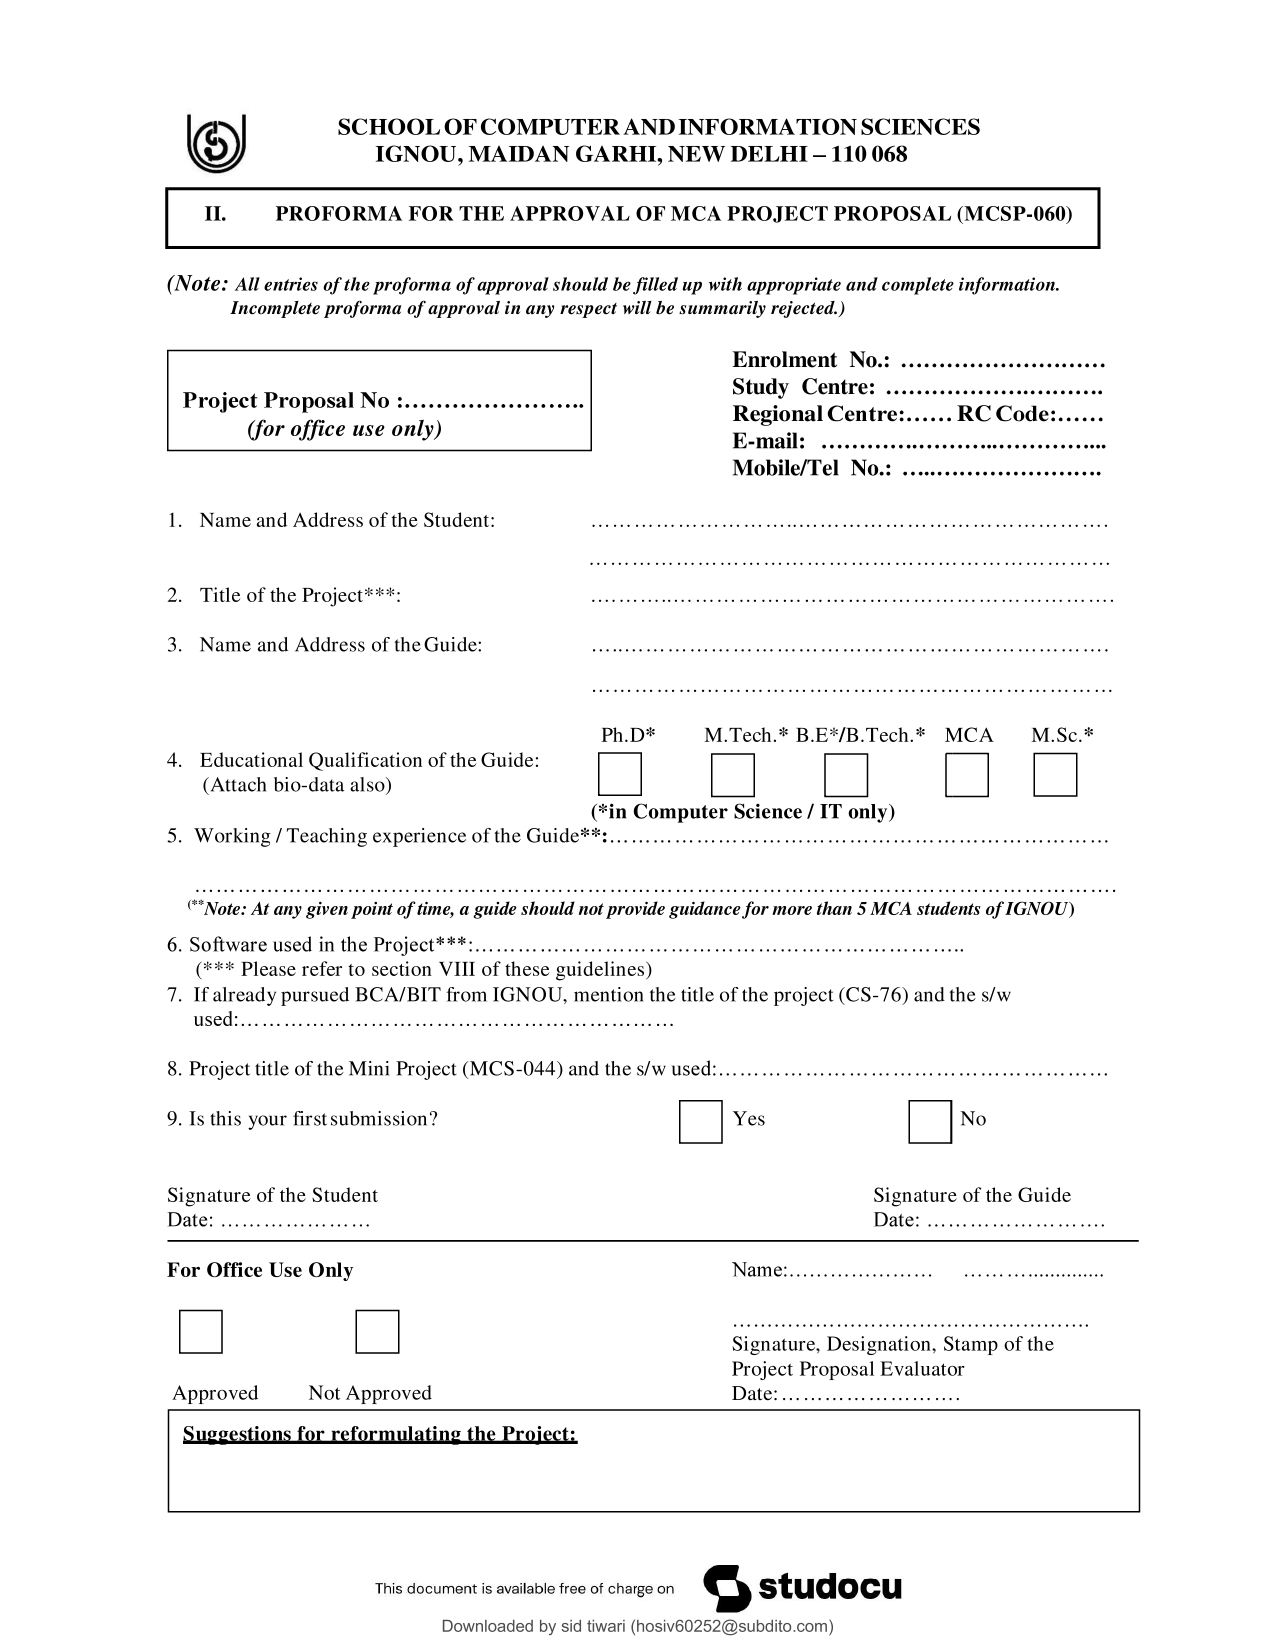 SCHOOL OF COMPUTER AND INFORMATION SCIENCES
IGNOU, MAIDAN GARHI, NEW DELHI – 110 068
II. PROFORMA FOR THE APPROVAL OF MCA PROJECT PROPOSAL (MCSP-060)
(Note: All entries of the proforma of approval should be filled up with appropriate and complete information.
Incomplete proforma of approval in any respect will be summarily rejected.)
Project Proposal No :…………………..
(for office use only)
Enrolment No.: ………………………
Study Centre: ……………………….
Regional Centre:…… RC Code:……
E-mail: ………….………..…………...
Mobile/Tel No.: …..………………….
1. Name and Address of the Student: ………………………..…………………………………….
………………………………………………………………
2. Title of the Project***: ………..…………………………………………………….
3. Name and Address of the Guide: …..………………………………………………………….
………………………………………………………………
Ph.D* M.Tech.* B.E*/B.Tech.* MCA M.Sc.*
4. Educational Qualification of the Guide:
(Attach bio-data also)
(*in Computer Science / IT only)
5. Working / Teaching experience of the Guide**:……………………………………………………………
……………………………………………………………………………………………………………….
(**Note: At any given point of time, a guide should not provide guidance for more than 5 MCA students of IGNOU)
6. Software used in the Project***:…………………………………………………………..
(*** Please refer to section VIII of these guidelines)
7. If already pursued BCA/BIT from IGNOU, mention the title of the project (CS-76) and the s/w
used:……………………………………………………
8. Project title of the Mini Project (MCS-044) and the s/w used:………………………………………………
9. Is this your first submission? Yes No
Signature of the Student Signature of the Guide
Date: ………………… Date: …………………….
For Office Use Only Name:………………… ……….............
…………………………………………….
Signature, Designation, Stamp of the
Project Proposal Evaluator
Approved Not Approved Date:…………………….
Suggestions for reformulating the Project:
This document is available free of charge on studocu
Downloaded by sid tiwari (hosiv60252@subdito.com)